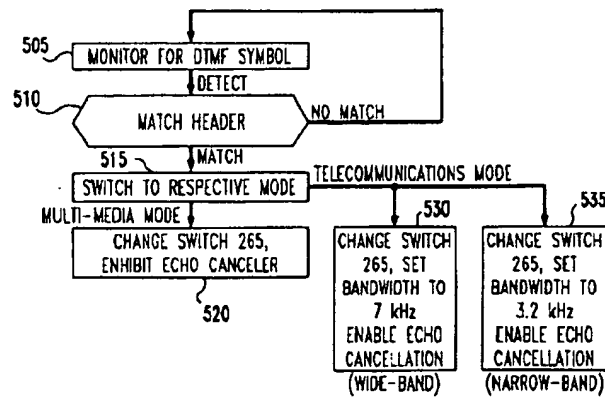 505
MONITOR FOR DTMF SYMBOL
DETECT
510
MATCH HEADER
NO MATCH
MATCH
515
SWITCH TO RESPECTIVE MODE
TELECOMMUNICATIONS MODE
MULTI-MEDIA MODE
CHANGE SWITCH 265,
ENHIBIT ECHO CANCELER
520
530
CHANGE SWITCH
265, SET
BANDWIDTH TO
7 kHz
ENABLE ECHO
CANCELLATION
(WIDE-BAND)
535
CHANGE SWITCH
265, SET
BANDWIDTH TO
3.2 kHz
ENABLE ECHO
CANCELLATION
(NARROW-BAND)